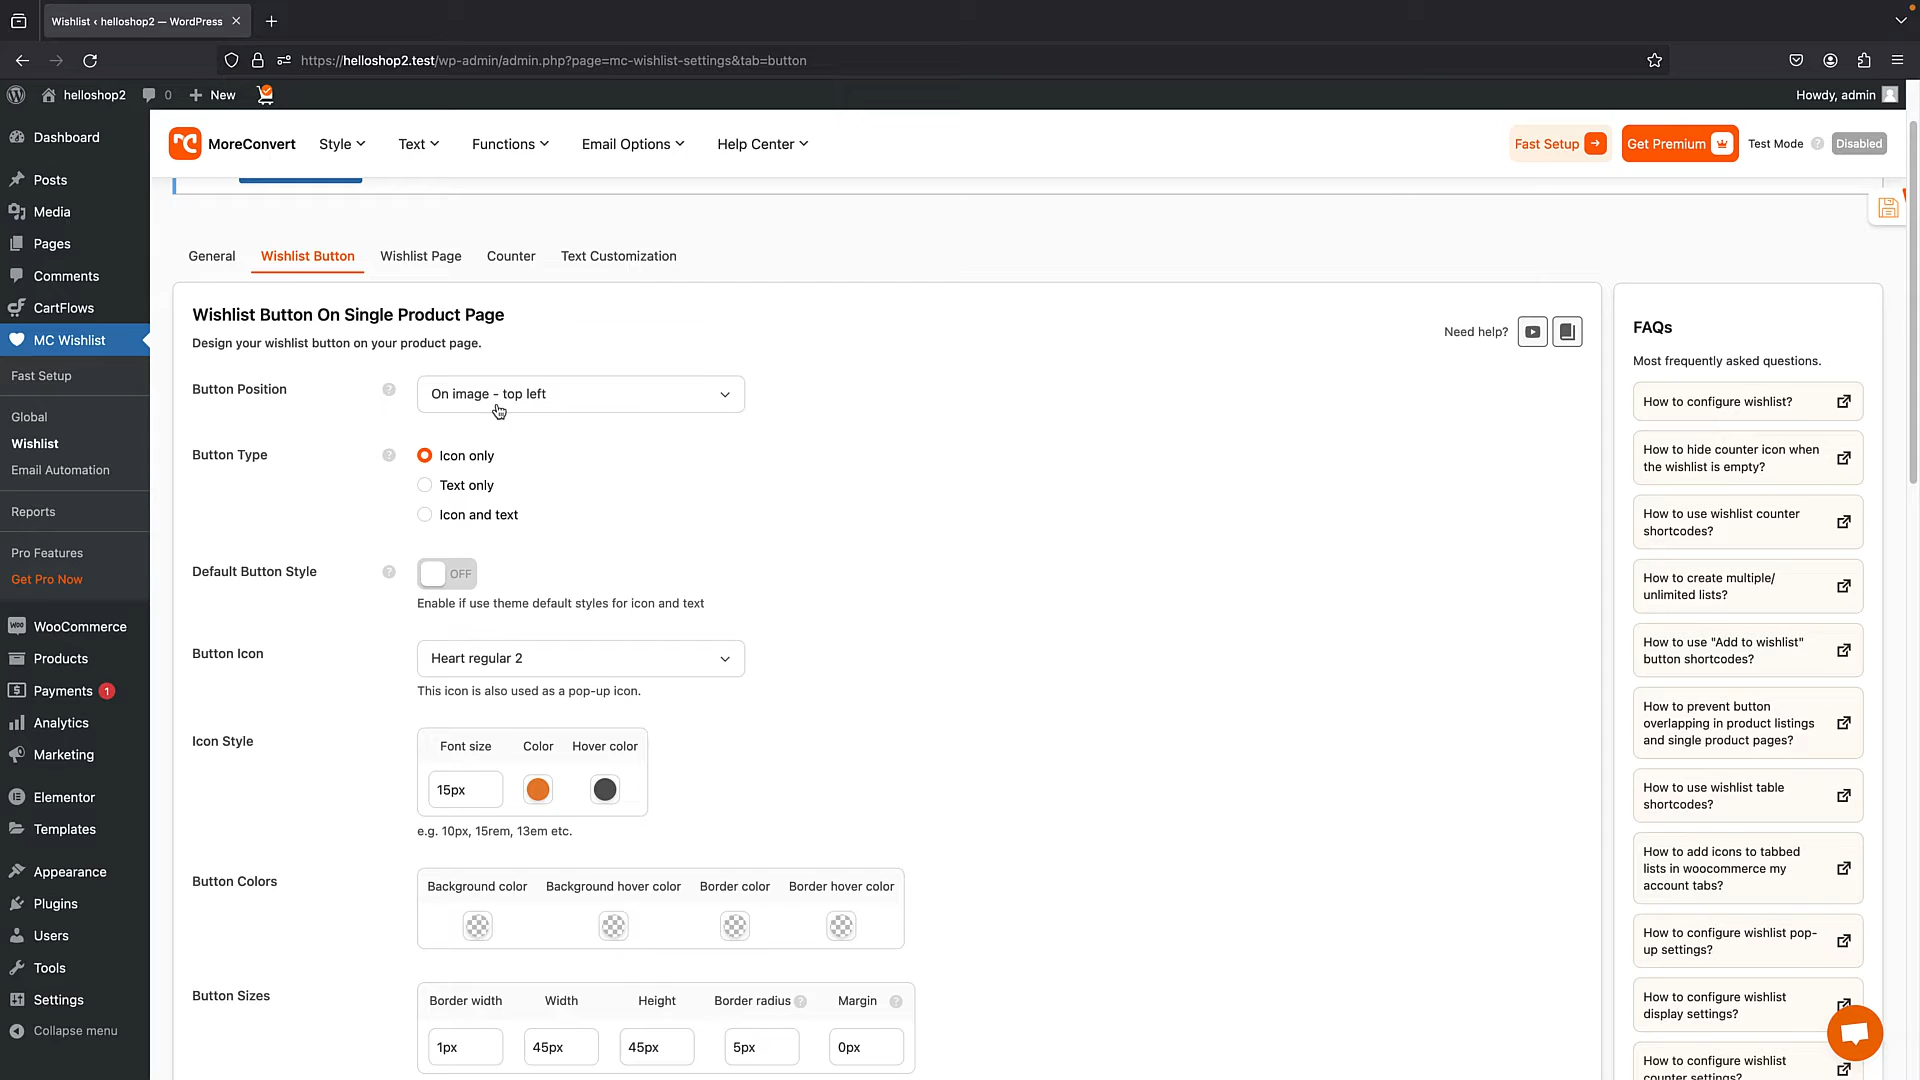 Wishlist ‹ helloshop2 — WordPress
https://helloshop2.test/wp-admin/admin.php?page=mc-wishlist-settings&tab=button
helloshop2
0
New
Howdy, admin
Dashboard
Posts
Media
Pages
Comments
CartFlows
MC Wishlist
Fast Setup
Global
Wishlist
Email Automation
Reports
Pro Features
Get Pro Now
WooCommerce
Products
Payments 1
Analytics
Marketing
Elementor
Templates
Appearance
Plugins
Users
Tools
Settings
Collapse menu
MoreConvert
Style
Text
Functions
Email Options
Help Center
Fast Setup
Get Premium
Test Mode
Disabled
General
Wishlist Button
Wishlist Page
Counter
Text Customization
Wishlist Button On Single Product Page
Design your wishlist button on your product page.
Need help?
Button Position
On image - top left
Button Type
Icon only
Text only
Icon and text
Default Button Style
OFF
Enable if use theme default styles for icon and text
Button Icon
Heart regular 2
This icon is also used as a pop-up icon.
Icon Style
Font size Color Hover color
15px
e.g. 10px, 15rem, 13em etc.
Button Colors
Background color Background hover color Border color Border hover color
Button Sizes
Border width Width Height Border radius Margin
1px 45px 45px 5px 0px
FAQs
Most frequently asked questions.
How to configure wishlist?
How to hide counter icon when
the wishlist is empty?
How to use wishlist counter
shortcodes?
How to create multiple/
unlimited lists?
How to use "Add to wishlist"
button shortcodes?
How to prevent button
overlapping in product listings
and single product pages?
How to use wishlist table
shortcodes?
How to add icons to tabbed
lists in woocommerce my
account tabs?
How to configure wishlist pop-
up settings?
How to configure wishlist
display settings?
How to configure wishlist
counter settings?